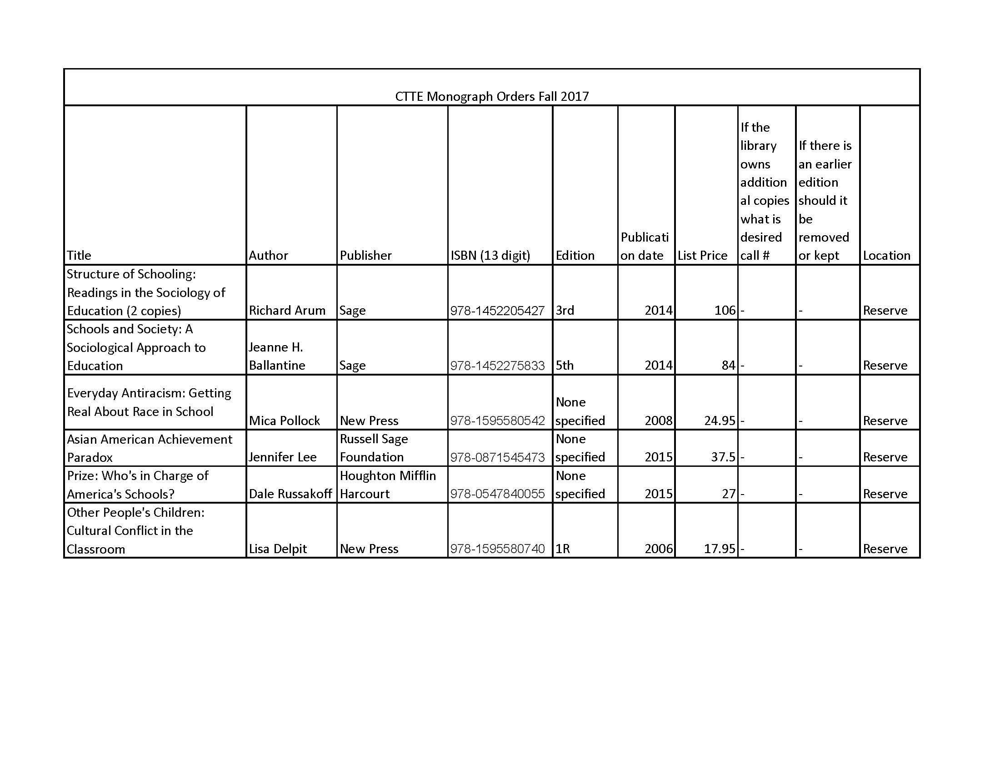 CTTE Monograph Orders Fall 2017
Title
Author
Publisher
ISBN (13 digit)
Edition
Publicati
on date
List Price
If the
library
owns
addition
al copies
what is
desired
call #
If there is
an earlier
edition
should it
be
removed
or kept
Location
Structure of Schooling:
Readings in the Sociology of
Education (2 copies)
Richard Arum
Sage
978-1452205427
3rd
2014
106
-
-
Reserve
Schools and Society: A
Sociological Approach to
Education
Jeanne H.
Ballantine
Sage
978-1452275833
5th
2014
84
-
-
Reserve
Everyday Antiracism: Getting
Real About Race in School
Mica Pollock
New Press
978-1595580542
None
specified
2008
24.95
-
-
Reserve
Asian American Achievement
Paradox
Jennifer Lee
Russell Sage
Foundation
978-0871545473
None
specified
2015
37.5
-
-
Reserve
Prize: Who's in Charge of
America's Schools?
Dale Russakoff
Houghton Mifflin
Harcourt
978-0547840055
None
specified
2015
27
-
-
Reserve
Other People's Children:
Cultural Conflict in the
Classroom
Lisa Delpit
New Press
978-1595580740
1R
2006
17.95
-
-
Reserve